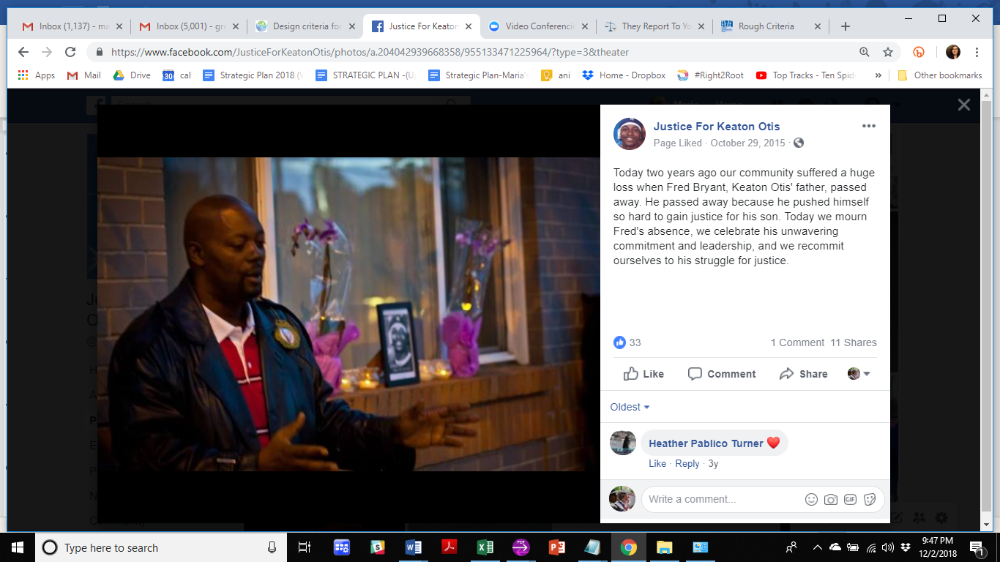 Inbox (1,137) - ma
Inbox (5,001) - gr
Design criteria for
Justice For Keaton
Video Conferencin
They Report To Yo
Rough Criteria
https://www.facebook.com/JusticeForKeatonOtis/photos/a.204042939668358/955133471225964/?type=3&theater
Apps
Mail
Drive
cal
Strategic Plan 2018 (
STRATEGIC PLAN -(U
Strategic Plan-Maria'
ani
Home - Dropbox
#Right2Root
Top Tracks - Ten Spid
»
Other bookmarks
Justice For Keaton Otis
Page Liked · October 29, 2015 ·
Today two years ago our community suffered a huge
loss when Fred Bryant, Keaton Otis' father, passed
away. He passed away because he pushed himself
so hard to gain justice for his son. Today we mourn
Fred's absence, we celebrate his unwavering
commitment and leadership, and we recommit
ourselves to his struggle for justice.
33
1 Comment 11 Shares
Like Comment Share
Oldest
Heather Pablico Turner ❤
Like · Reply · 3y
Write a comment...
GIF
Type here to search
9:47 PM
12/2/2018
1